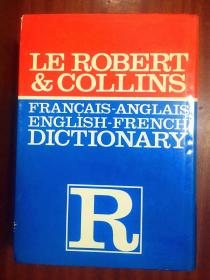 LE ROBERT
& COLLINS
FRANÇAIS-ANGLAIS
ENGLISH-FRENCH
DICTIONARY
R